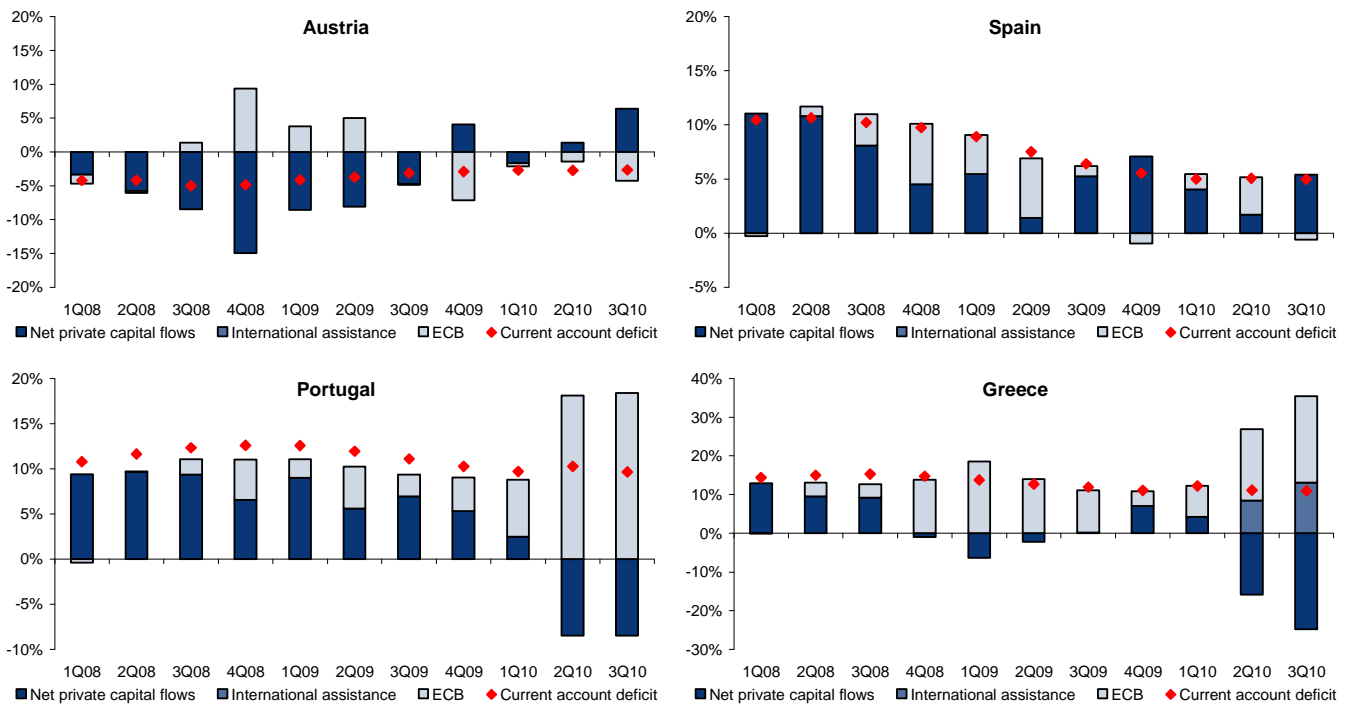 Austria
20%
15%
10%
5%
0%
-5%
-10%
-15%
-20%
1Q08 2Q08 3Q08 4Q08 1Q09 2Q09 3Q09 4Q09 1Q10 2Q10 3Q10
Net private capital flows International assistance ECB Current account deficit
Spain
20%
15%
10%
5%
0%
-5%
1Q08 2Q08 3Q08 4Q08 1Q09 2Q09 3Q09 4Q09 1Q10 2Q10 3Q10
Net private capital flows International assistance ECB Current account deficit
Portugal
20%
15%
10%
5%
0%
-5%
-10%
1Q08 2Q08 3Q08 4Q08 1Q09 2Q09 3Q09 4Q09 1Q10 2Q10 3Q10
Net private capital flows International assistance ECB Current account deficit
Greece
40%
30%
20%
10%
0%
-10%
-20%
-30%
1Q08 2Q08 3Q08 4Q08 1Q09 2Q09 3Q09 4Q09 1Q10 2Q10 3Q10
Net private capital flows International assistance ECB Current account deficit